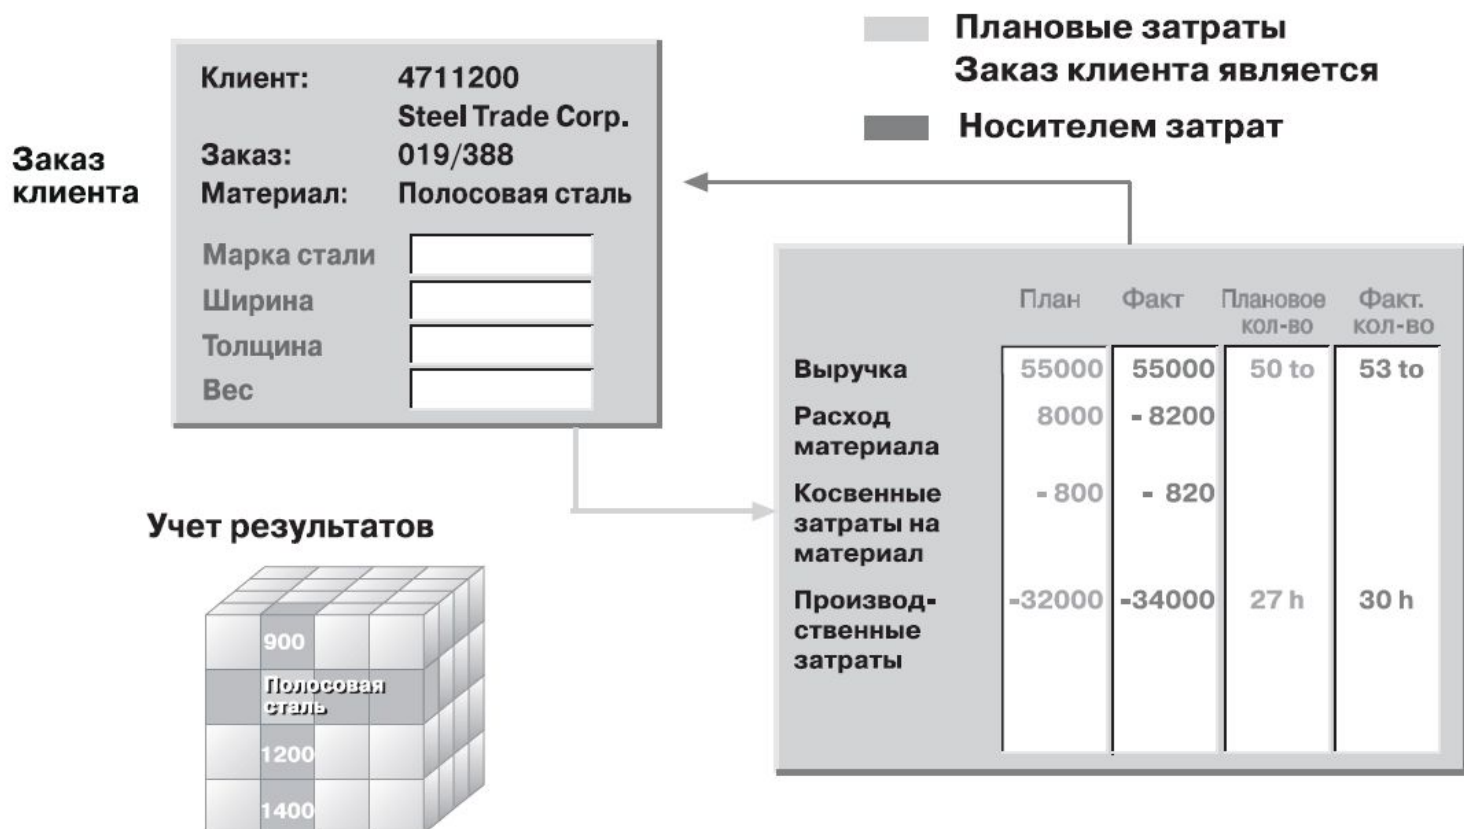 Плановые затраты
Заказ клиента является
Носителем затрат
Заказ
клиента
Клиент: 4711200
Steel Trade Corp.
Заказ: 019/388
Материал: Полосовая сталь
Марка стали
Ширина
Толщина
Вес
План Факт Плановое кол-во Факт. кол-во
Выручка 55000 55000 50 to 53 to
Расход 8000 - 8200
материала
Косвенные - 800 - 820
затраты на
материал
Производ- -32000 -34000 27 h 30 h
ственные
затраты
Учет результатов
900
Полосовая
сталь
1200
1400